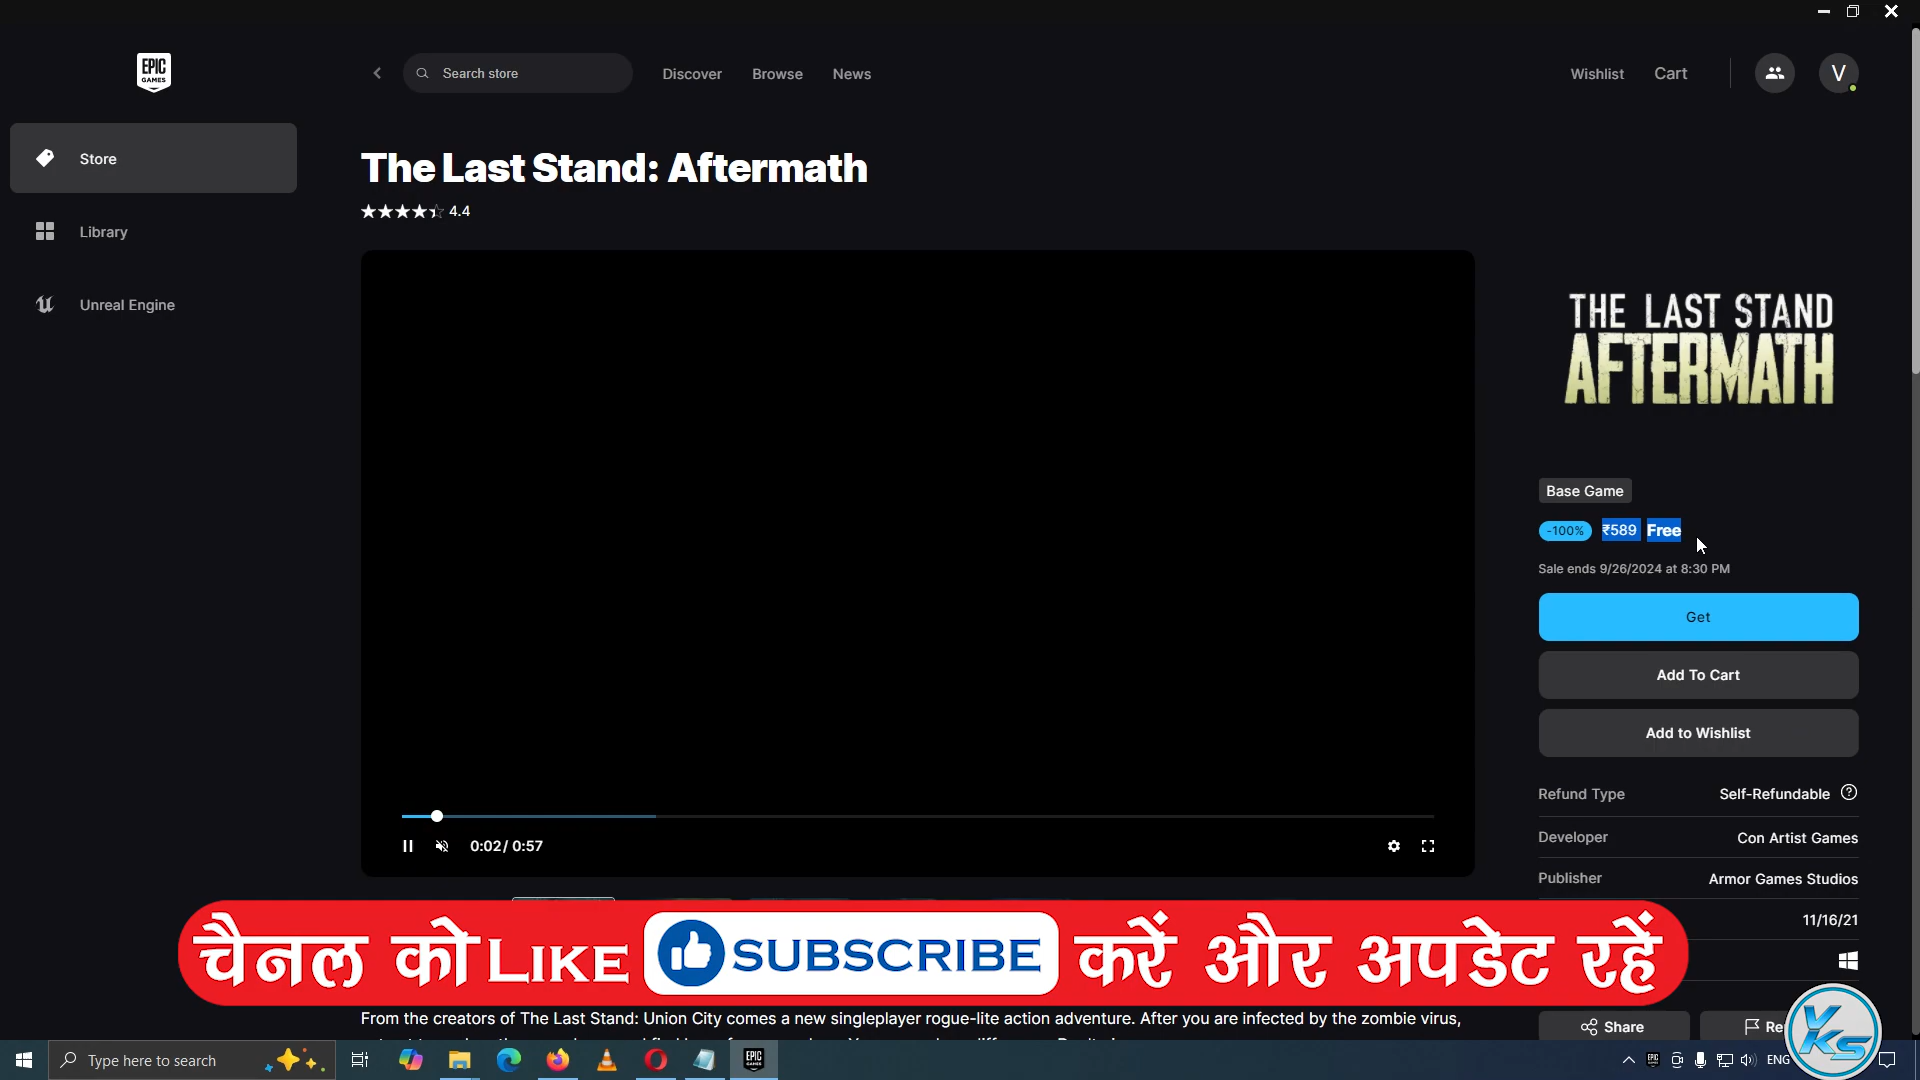 EPIC GAMES
Search store
Discover
Browse
News
Wishlist
Cart
V
Store
Library
Unreal Engine
The Last Stand: Aftermath
4.4
THE LAST STAND
AFTERMATH
Base Game
-100% ₹589 Free
Sale ends 9/26/2024 at 8:30 PM
Get
Add To Cart
Add to Wishlist
Refund Type Self-Refundable
Developer Con Artist Games
Publisher Armor Games Studios
11/16/21
0:02 / 0:57
चैनल को LIKE SUBSCRIBE करें और अपडेट रहें
From the creators of The Last Stand: Union City comes a new singleplayer rogue-lite action adventure. After you are infected by the zombie virus,
Share
YKS
Type here to search
ENG